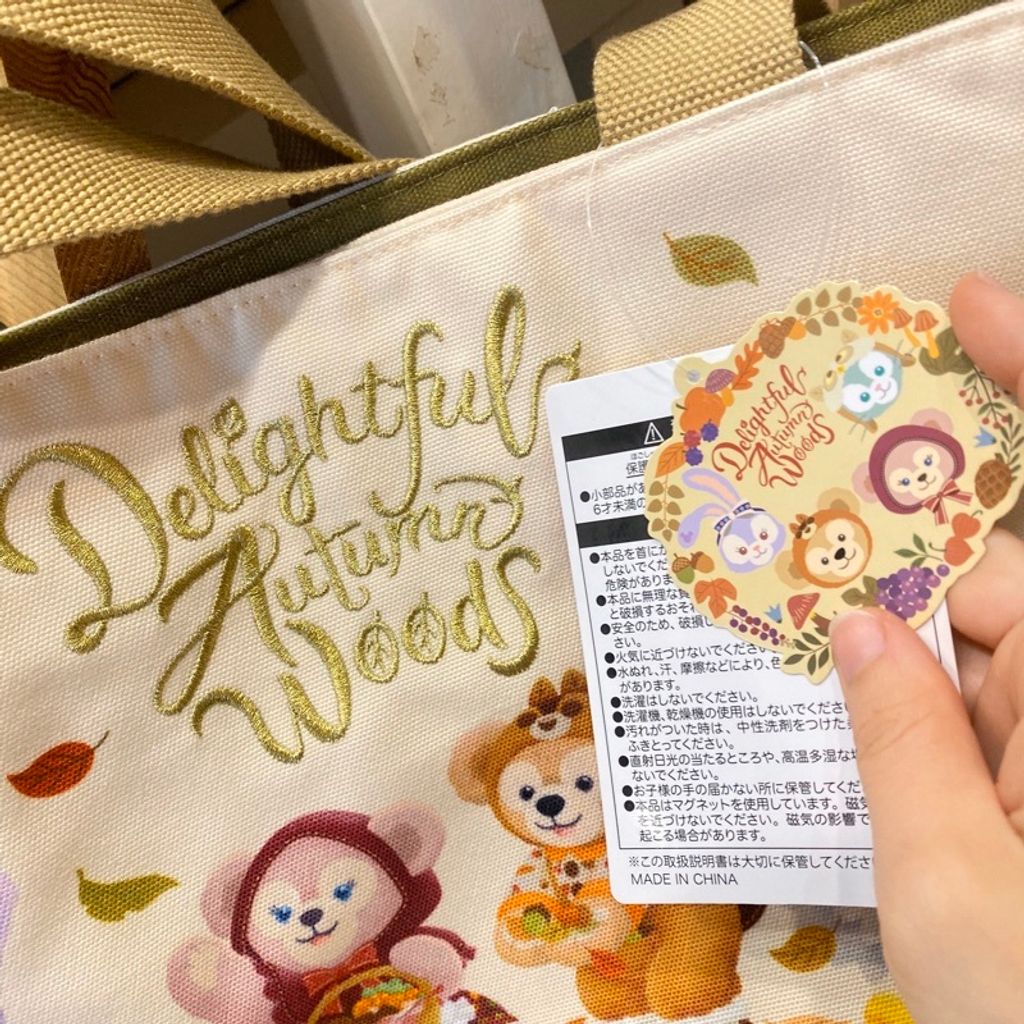 Delightful
Autumn
Woods
Delightful
Autumn
Woods
●小部品が
6才未満の
●本品を首に
しないでくだ
危険があります
●本品に無理な
と破損するおそれ
●安全のため、破損し
さい。
●火気に近づけないでください
●水ぬれ、汗、摩擦などにより、色
があります。
●洗濯はしないでください。
●洗濯機、乾燥機の使用はしないでください
●汚れがついた時は、中性洗剤をつけた
ふきとってください。
●直射日光の当たるところや、高温多湿な
ないでください。
●お子様の手の届かない所に保管してくだ
●本品はマグネットを使用しています。磁気
を近づけないでください。磁気の影響で
起こる場合があります。
※この取扱説明書は大切に保管してください
MADE IN CHINA